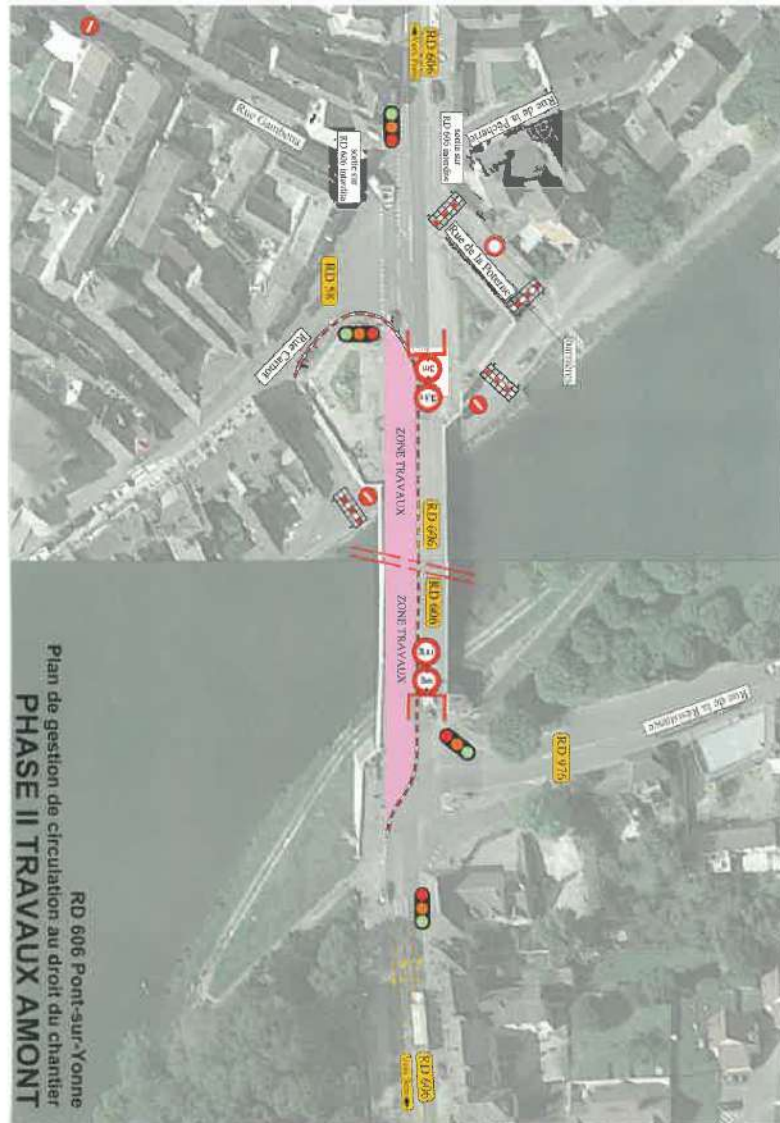 RD 606
Rue de la Pêcherie
sortie sur
RD 606 interdite
Rue Gambetta
sortie sur
RD 606 interdite
Rue de la Poterne
RD 58
Rue Carnot
3m
ZONE TRAVAUX
RD 606
RD 606
ZONE TRAVAUX
Rue de la Résistance
RD 976
RD 606
RD 606 Pont-sur-Yonne
Plan de gestion de circulation au droit du chantier
PHASE II TRAVAUX AMONT